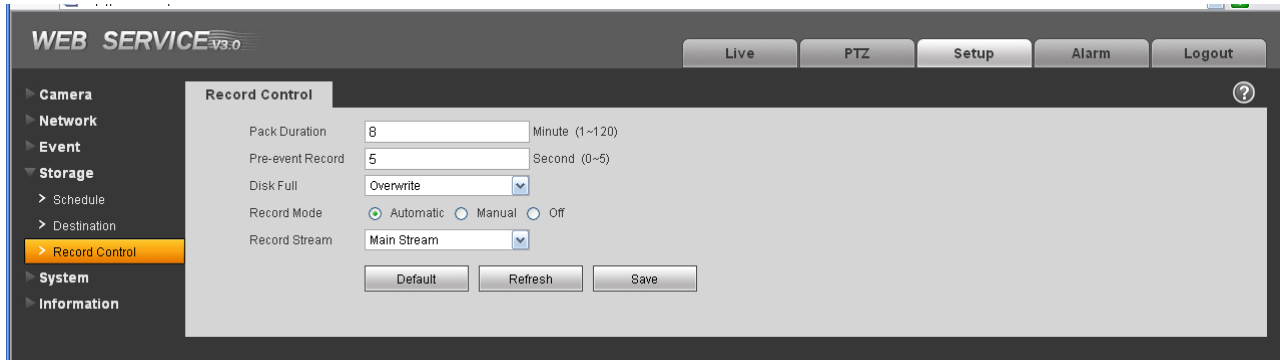 WEB SERVICE V3.0
Live PTZ Setup Alarm Logout
Camera
Network
Event
Storage
> Schedule
> Destination
> Record Control
System
Information
Record Control ?
Pack Duration 8 Minute (1~120)
Pre-event Record 5 Second (0~5)
Disk Full Overwrite
Record Mode Automatic Manual Off
Record Stream Main Stream
Default Refresh Save